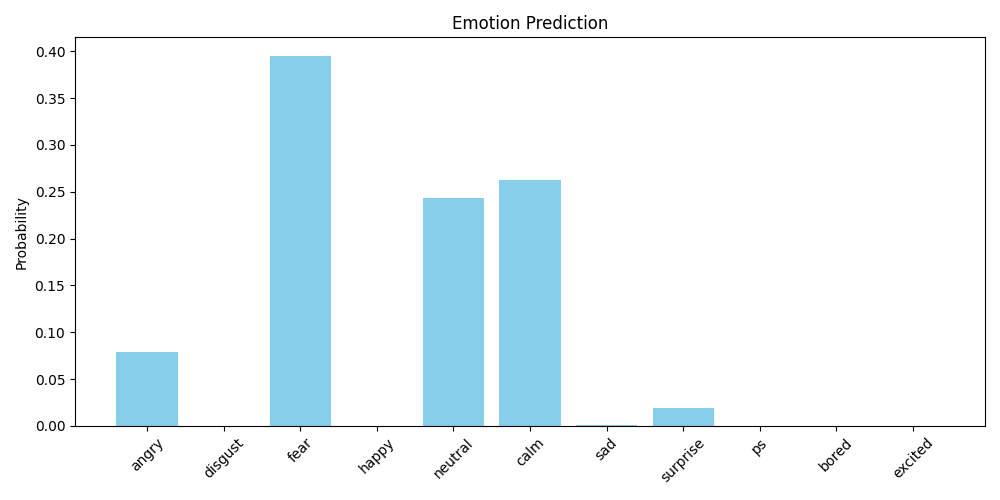 Emotion Prediction
Probability
0.40
0.35
0.30
0.25
0.20
0.15
0.10
0.05
0.00
angry
disgust
fear
happy
neutral
calm
sad
surprise
ps
bored
excited